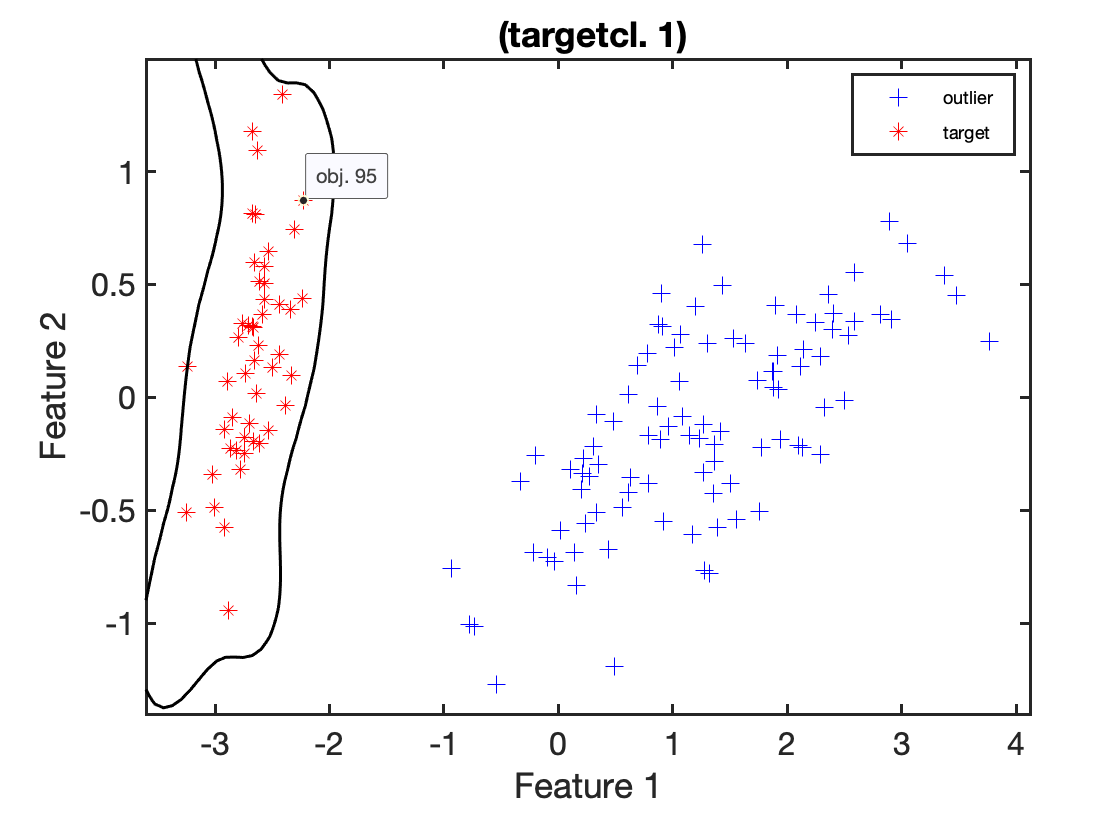 (targetcl. 1)
outlier
target
obj. 95
1
0.5
0
-0.5
-1
Feature 2
-3 -2 -1 0 1 2 3 4
Feature 1